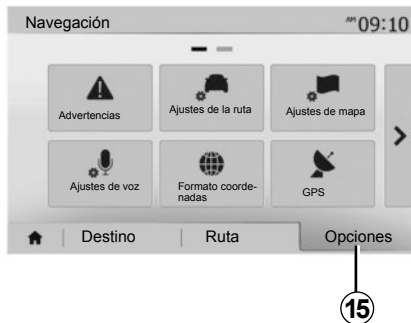 Navegación
AM 09:10
Advertencias
Ajustes de la ruta
Ajustes de mapa
Ajustes de voz
Formato coorde-
nadas
GPS
Destino
Ruta
Opciones
15